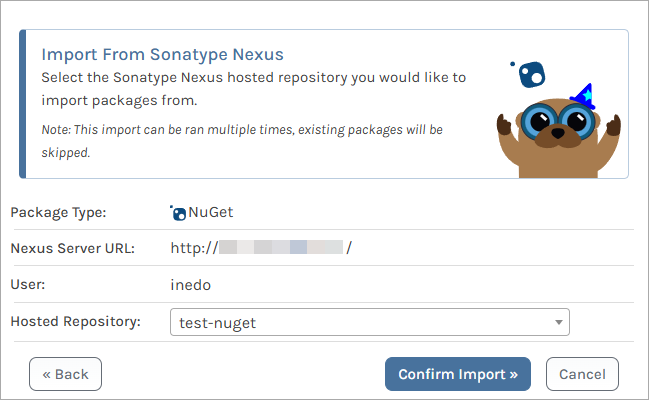 Import From Sonatype Nexus
Select the Sonatype Nexus hosted repository you would like to
import packages from.
Note: This import can be ran multiple times, existing packages will be
skipped.
Package Type: NuGet
Nexus Server URL: http:// /
User: inedo
Hosted Repository: test-nuget
« Back Confirm Import » Cancel